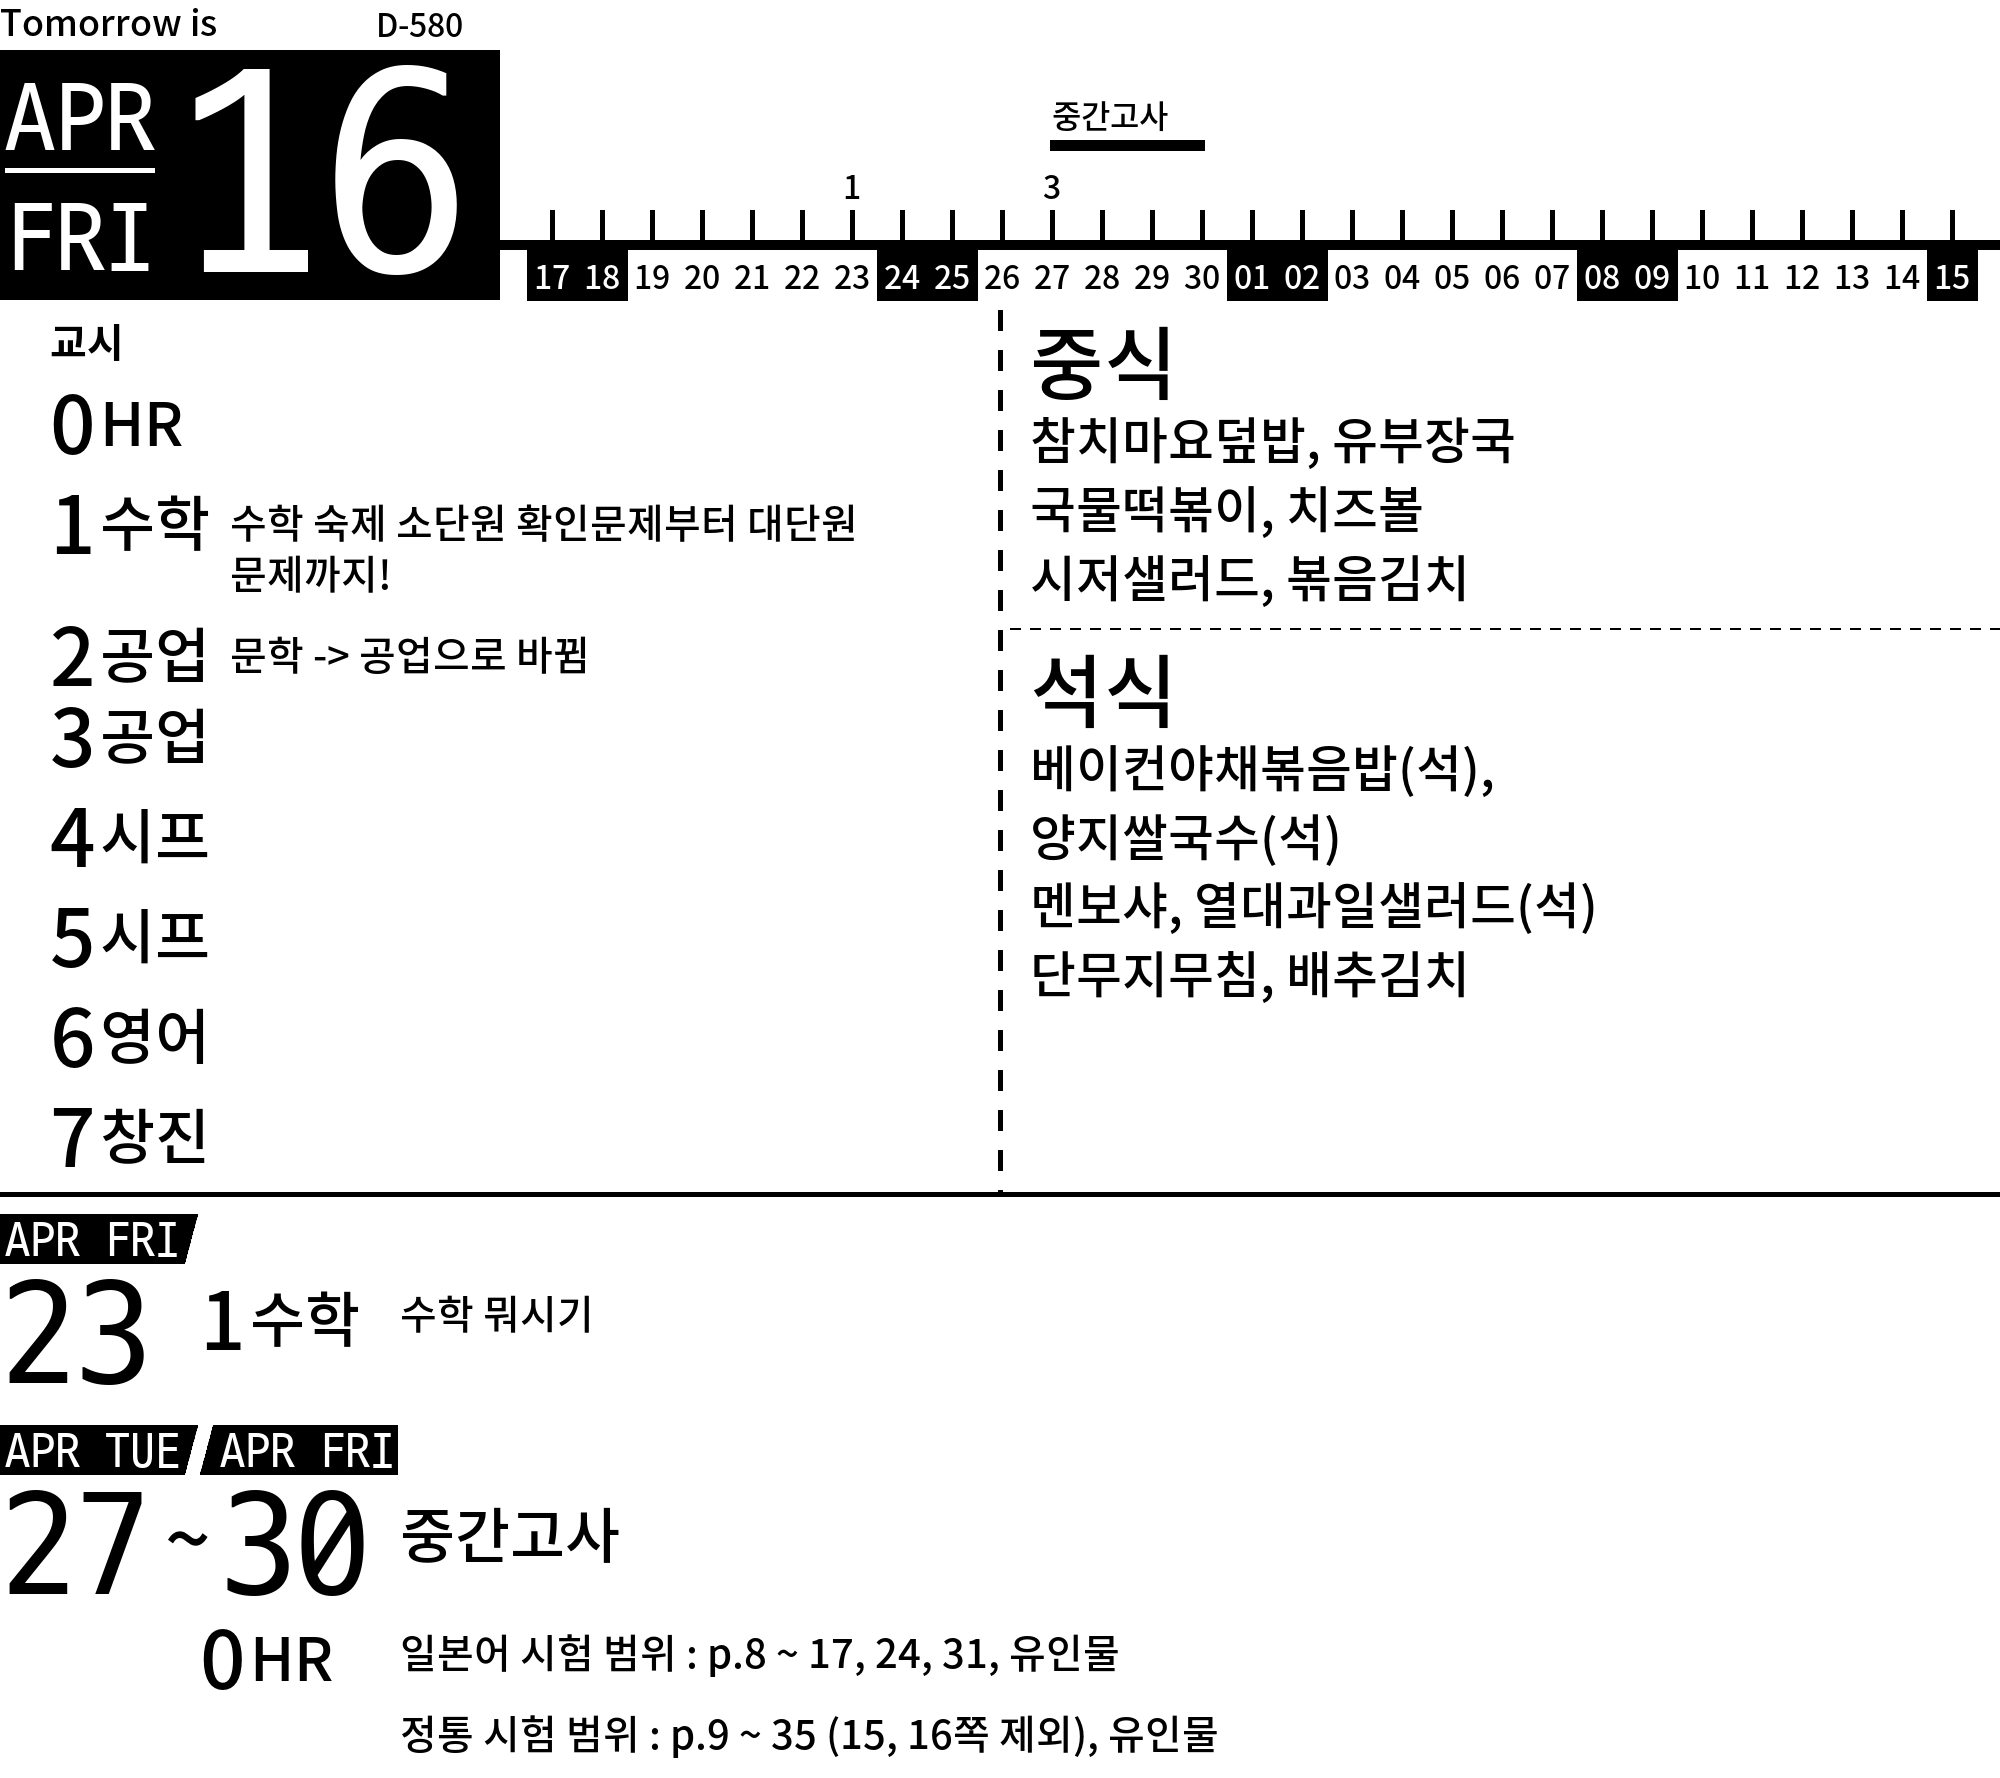 Tomorrow is D-580
APR
FRI
16
중간고사
1 3
17 18 19 20 21 22 23 24 25 26 27 28 29 30 01 02 03 04 05 06 07 08 09 10 11 12 13 14 15
교시
0 HR
1 수학 수학 숙제 소단원 확인문제부터 대단원
문제까지!
2 공업 문학 -> 공업으로 바뀜
3 공업
4 시프
5 시프
6 영어
7 창진
중식
참치마요덮밥, 유부장국
국물떡볶이, 치즈볼
시저샐러드, 볶음김치
석식
베이컨야채볶음밥(석),
양지쌀국수(석)
멘보샤, 열대과일샐러드(석)
단무지무침, 배추김치
APR FRI
23 1 수학 수학 뭐시기
APR TUE APR FRI
27 ~ 30 중간고사
0 HR 일본어 시험 범위 : p.8 ~ 17, 24, 31, 유인물
정통 시험 범위 : p.9 ~ 35 (15, 16쪽 제외), 유인물